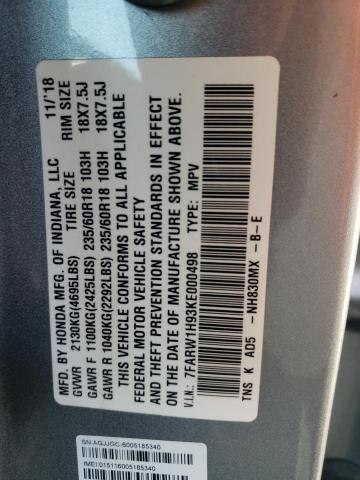 MFD. BY HONDA MFG. OF INDIANA, LLC 11/'18
TIRE SIZE RIM SIZE
GVWR 2130KG(4695LBS)
GAWR F 1100KG(2425LBS) 235/60R18 103H 18X7.5J
GAWR R 1040KG(2292LBS) 235/60R18 103H 18X7.5J
THIS VEHICLE CONFORMS TO ALL APPLICABLE
FEDERAL MOTOR VEHICLE SAFETY
AND THEFT PREVENTION STANDARDS IN EFFECT
ON THE DATE OF MANUFACTURE SHOWN ABOVE.
V.I.N.: 7FARW1H93KE000498 TYPE: MPV
TNS K AD5 -NH830MX -B-E
SN:AGJJGC-6005185340
IMEI:015116005185340